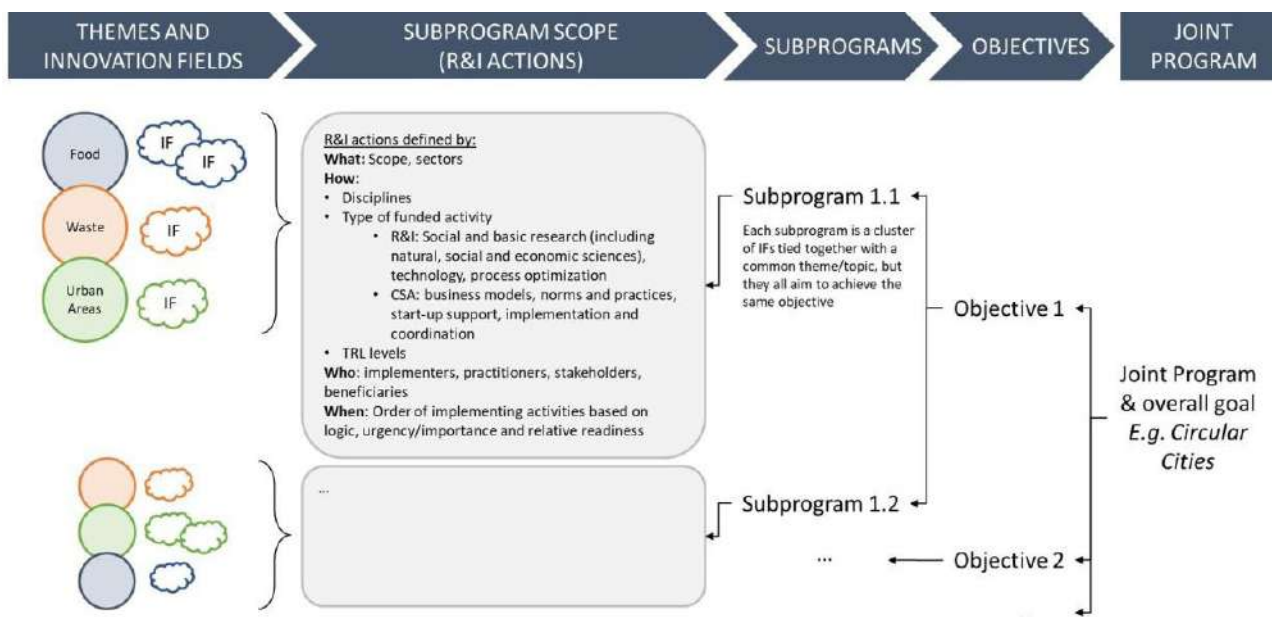 THEMES AND
INNOVATION FIELDS
SUBPROGRAM SCOPE
(R&I ACTIONS)
SUBPROGRAMS
OBJECTIVES
JOINT
PROGRAM
Food
IF
IF
Waste
IF
Urban
Areas
IF
R&I actions defined by:
What: Scope, sectors
How:
• Disciplines
• Type of funded activity
• R&I: Social and basic research (including
natural, social and economic sciences),
technology, process optimization
• CSA: business models, norms and practices,
start-up support, implementation and
coordination
• TRL levels
Who: implementers, practitioners, stakeholders,
beneficiaries
When: Order of implementing activities based on
logic, urgency/importance and relative readiness
Subprogram 1.1
Each subprogram is a cluster
of IFs tied together with a
common theme/topic, but
they all aim to achieve the
same objective
Objective 1
Joint Program
& overall goal
E.g. Circular
Cities
...
Subprogram 1.2
...
Objective 2